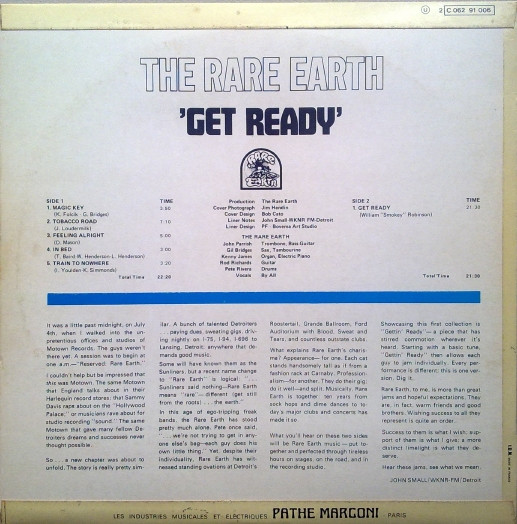 2 C 062 91 006
THE RARE EARTH
'GET READY'
RARE
EARTH
SIDE 1 TIME
1. MAGIC KEY
(K. Fulcik - G. Bridges)
2. TOBACCO ROAD 7:10
(J. Loudermilk)
3. FEELING ALRIGHT
(D. Mason)
4. IN BED
(T. Baird-W. Henderson-L. Henderson)
5. TRAIN TO NOWHERE
(I. Youlden-K. Simmonds)
Total Time
Production The Rare Earth
Cover Photograph Jim Hendin
Cover Design Bob Cato
Liner Notes John Small-WKNR FM-Detroit
Liner Design PF : Boverse Art Studio
THE RARE EARTH
John Parrish Trombone, Bass Guitar
Gil Bridges Sax, Tambourine
Kenny James Organ, Electric Piano
Rod Richards Guitar
Pete Rivera Drums
Vocals By All
SIDE 2 TIME
1. GET READY 21:30
(William "Smokey" Robinson)
Total Time 21:30
It was a little past midnight, on July
4th, when I walked into the un-
pretentious offices and studios of
Motown Records. The guys weren't
there yet. A session was to begin at
one a.m.—"Reserved: Rare Earth."
I couldn't help but be impressed that
this was Motown. The same Motown
that England talks about in their
Harlequin record stores; that Sammy
Davis raps about on the "Hollywood
Palace," or musicians rave about for
studio recording "sound." The same
Motown that gave many fellow De-
troiters dreams and successes never
thought possible.
So . . . a new chapter was about to
unfold. The story is really pretty sim-
ilar. A bunch of talented Detroiters
. . . paying dues, sweating gigs, driv-
ing nightly on I-75, I-94, I-696 to
Lansing, Detroit, anywhere that de-
mands good music.
Some will have known them as the
Sunliners, but a recent name change
to "Rare Earth" is logical: ". . .
Sunliners said nothing—Rare Earth
means "rare"—different (get still
from the roots) . . . the earth."
In this age of ego-tripping freak
bands, the Rare Earth has stood
pretty much alone. Pete once said,
". . . we're not trying to get in any-
one else's bag—each guy does his
own little thing." Yet, despite their
individuality, Rare Earth has wit-
nessed standing ovations at Detroit's
Roostertail, Grande Ballroom, Ford
Auditorium with Blood, Sweat and
Tears, and countless outstate clubs.
What explains Rare Earth's charis-
ma? Appearance—for one. Each cat
stands handsomely tall as if from a
fashion rack at Carnaby. Profession-
alism—for another. They do their gig;
do it well—and split. Musically, Rare
Earth is together: ten years from
sock hops and dime dances to to-
day's major clubs and concerts has
made it so.
What you'll hear on these two sides
will be Rare Earth music — put to-
gether and perfected through tireless
hours on stages, on the road, and in
the recording studio.
Showcasing this first collection is
"Gettin' Ready"— a piece that has
stirred somation wherever it's
heard. Starting with a basic tune,
"Gettin' Ready" then allows each
guy to jam individually. Every per-
formance is different; this is one ver-
sion. Dig it.
Rare Earth, to me, is more than great
jams and hopeful expectations. They
are, in fact, warm friends and good
brothers. Wishing success to all they
represent is quite an order.
Success to them is what I wish; sup-
port of them is what I give; a more
distinct limelight is what they de-
serve.
Hear these jams, see what we mean.
JOHN SMALL/WKNR-FM/Detroit
LES INDUSTRIES MUSICALES ET ELECTRIQUES PATHE MARCONI PARIS